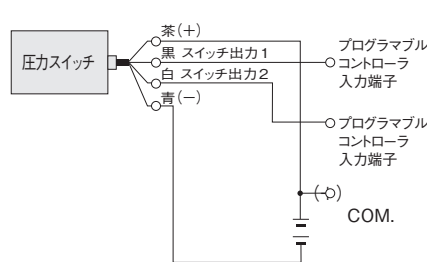 圧力スイッチ
茶(+)
黒 スイッチ出力1
白 スイッチ出力2
青(−)
プログラマブル
コントローラ
入力端子
プログラマブル
コントローラ
入力端子
COM.